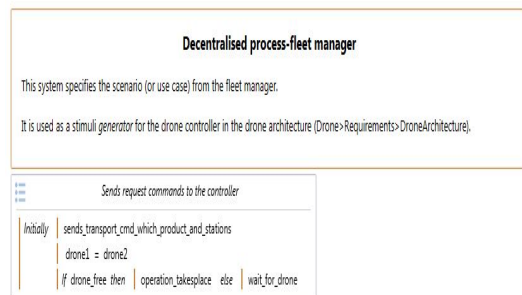 Decentralised process-fleet manager
This system specifies the scenario (or use case) from the fleet manager.
It is used as a stimuli generator for the drone controller in the drone architecture (Drone>Requirements>DroneArchitecture).
Sends request commands to the controller
Initially sends_transport_cmd_which_product_and_stations
drone1 = drone2
If drone_free then operation_takesplace else wait_for_drone